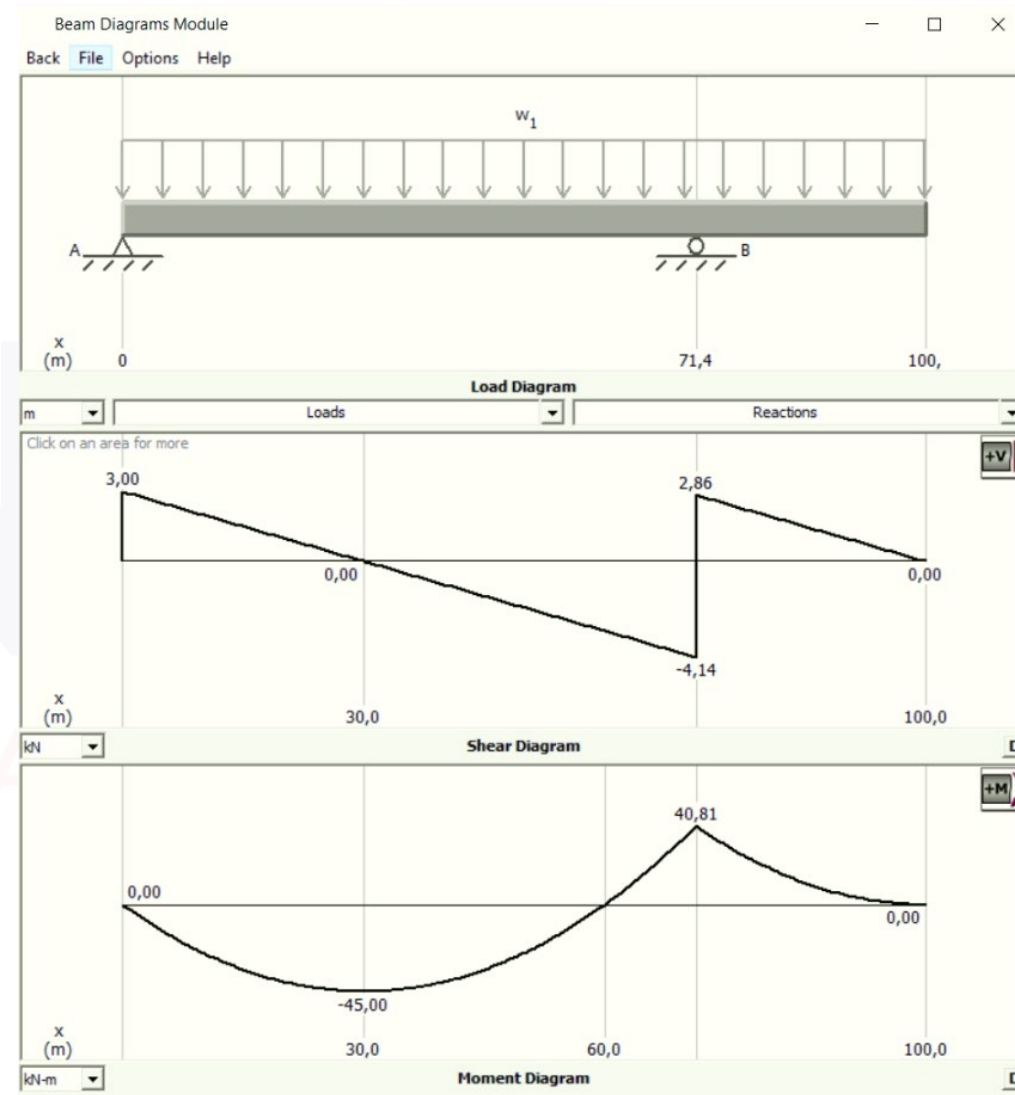 Beam Diagrams Module
Back File Options Help
w1
A
B
x
(m) 0 71,4 100,
Load Diagram
m Loads Reactions
Click on an area for more
+V
3,00
2,86
0,00
0,00
-4,14
x
(m) 30,0 100,0
kN Shear Diagram
+M
40,81
0,00
0,00
-45,00
x
(m) 30,0 60,0 100,0
kN-m Moment Diagram